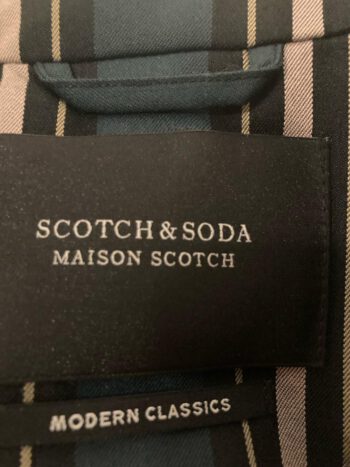 SCOTCH & SODA
MAISON SCOTCH
MODERN CLASSICS